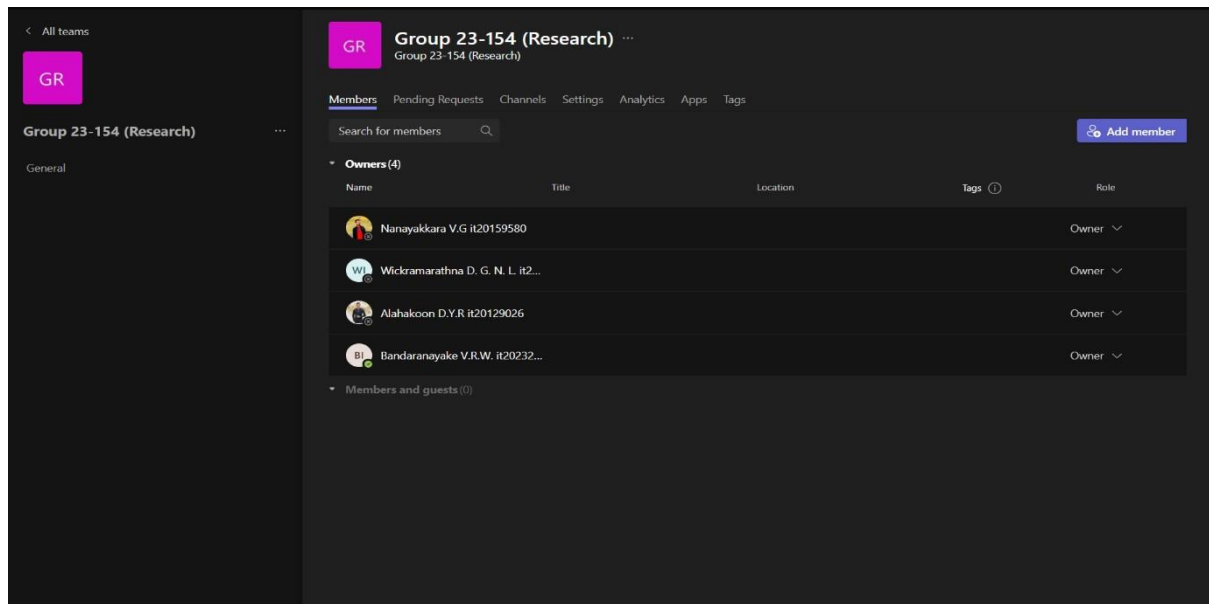 All teams
GR
Group 23-154 (Research) ...
General
GR
Group 23-154 (Research) ...
Group 23-154 (Research)
Members Pending Requests Channels Settings Analytics Apps Tags
Search for members
Add member
Owners (4)
Name Title Location Tags Role
Nanayakkara V.G it20159580 Owner
WI Wickramarathna D. G. N. L. it2... Owner
Alahakoon D.Y.R it20129026 Owner
BI Bandaranayake V.R.W. it20232... Owner
Members and guests (0)